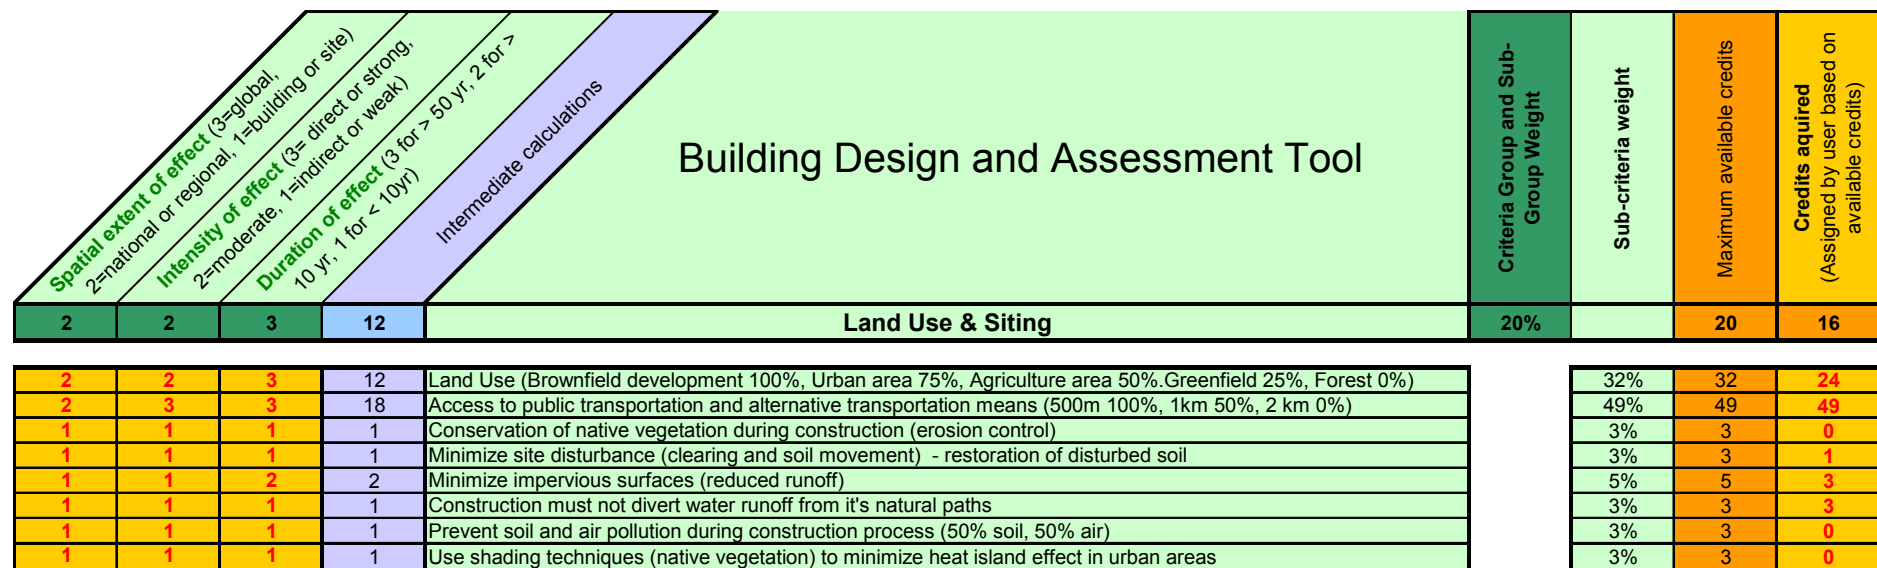 Spatial extent of effect (3=global,
2=national or regional, 1=building or site)
Intensity of effect (3= direct or strong,
2=moderate, 1=indirect or weak)
Duration of effect (3 for > 50 yr, 2 for >
10 yr, 1 for < 10yr)
Intermediate calculations
Building Design and Assessment Tool
Criteria Group and Sub-
Group Weight
Sub-criteria weight
Maximum available credits
Credits aquired
(Assigned by user based on
available credits)
2 2 3 12 Land Use & Siting 20% 20 16
2 2 3 12 Land Use (Brownfield development 100%, Urban area 75%, Agriculture area 50%.Greenfield 25%, Forest 0%) 32% 32 24
2 3 3 18 Access to public transportation and alternative transportation means (500m 100%, 1km 50%, 2 km 0%) 49% 49 49
1 1 1 1 Conservation of native vegetation during construction (erosion control) 3% 3 0
1 1 1 1 Minimize site disturbance (clearing and soil movement) - restoration of disturbed soil 3% 3 1
1 1 2 2 Minimize impervious surfaces (reduced runoff) 5% 5 3
1 1 1 1 Construction must not divert water runoff from it's natural paths 3% 3 3
1 1 1 1 Prevent soil and air pollution during construction process (50% soil, 50% air) 3% 3 0
1 1 1 1 Use shading techniques (native vegetation) to minimize heat island effect in urban areas 3% 3 0